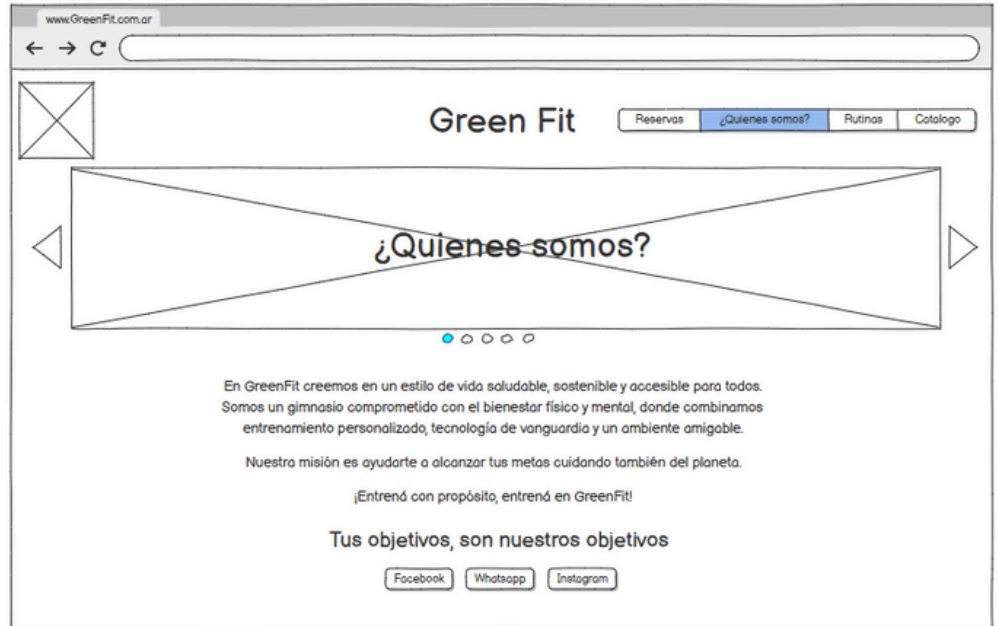 www.GreenFit.com.ar
Green Fit
Reservas
¿Quienes somos?
Rutinas
Catalogo
¿Quienes somos?
En GreenFit creemos en un estilo de vida saludable, sostenible y accesible para todos.
Somos un gimnasio comprometido con el bienestar físico y mental, donde combinamos
entrenamiento personalizado, tecnología de vanguardia y un ambiente amigable.
Nuestra misión es ayudarte a alcanzar tus metas cuidando también del planeta.
¡Entrená con propósito, entrená en GreenFit!
Tus objetivos, son nuestros objetivos
Facebook
Whatsapp
Instagram